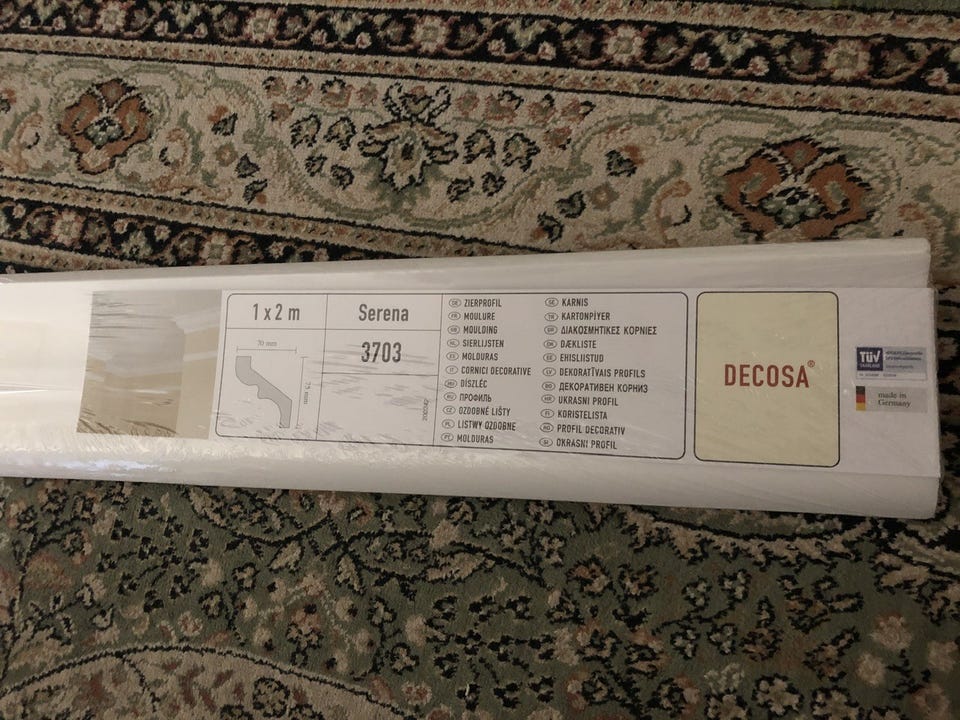 1 x 2 m
Serena
3703
70 mm
75 mm
DE ZIERPROFIL
FR MOULURE
GB MOULDING
NL SIERLIJSTEN
ES MOLDURAS
IT CORNICI DECORATIVE
HU DÍSZLÉC
RU ПРОФИЛЬ
CZ OZDOBNÉ LIŠTY
PL LISTWY OZDOBNE
PT MOLDURAS
SE KARNIS
TR KARTONPİYER
GR ΔΙΑΚΟΣΜΗΤΙΚΕΣ ΚΟΡΝΙΕΣ
DK DÆKLISTE
EE EHISLIISTUD
LV DEKORATĪVAIS PROFILS
BG ДЕКОРАТИВЕН КОРНИЗ
HR UKRASNI PROFIL
FI KORISTELISTA
RO PROFIL DECORATIV
SI OKRASNI PROFIL
DECOSA®
TÜV
SAARLAND
made in
Germany